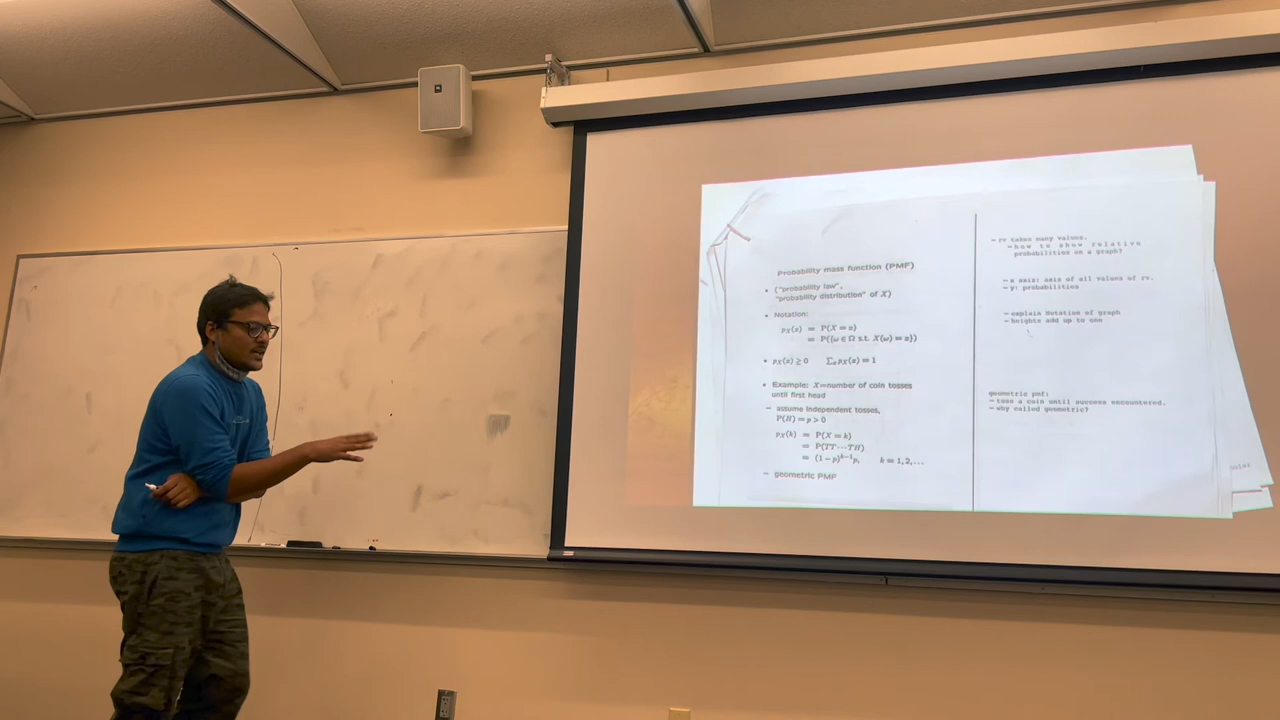 Probability mass function (PMF)
• ("probability law",
"probability distribution" of X)
• Notation:
pX(x) = P(X = x)
= P({ω ∈ Ω s.t. X(ω) = x})
• pX(x) ≥ 0 ∑x pX(x) = 1
• Example: X=number of coin tosses
until first head
– assume independent tosses,
P(H) = p > 0
pX(k) = P(X = k)
= P(TT⋯TH)
= (1 − p)^{k−1}p, k = 1, 2, ...
– geometric PMF
– rv takes many values.
– how to show relative
probabilities on a graph?
– x axis: axis of all values of rv.
– y: probabilities
– explain Notation of graph
– heights add up to one
geometric pmf:
– toss a coin until success encountered.
– why called geometric?